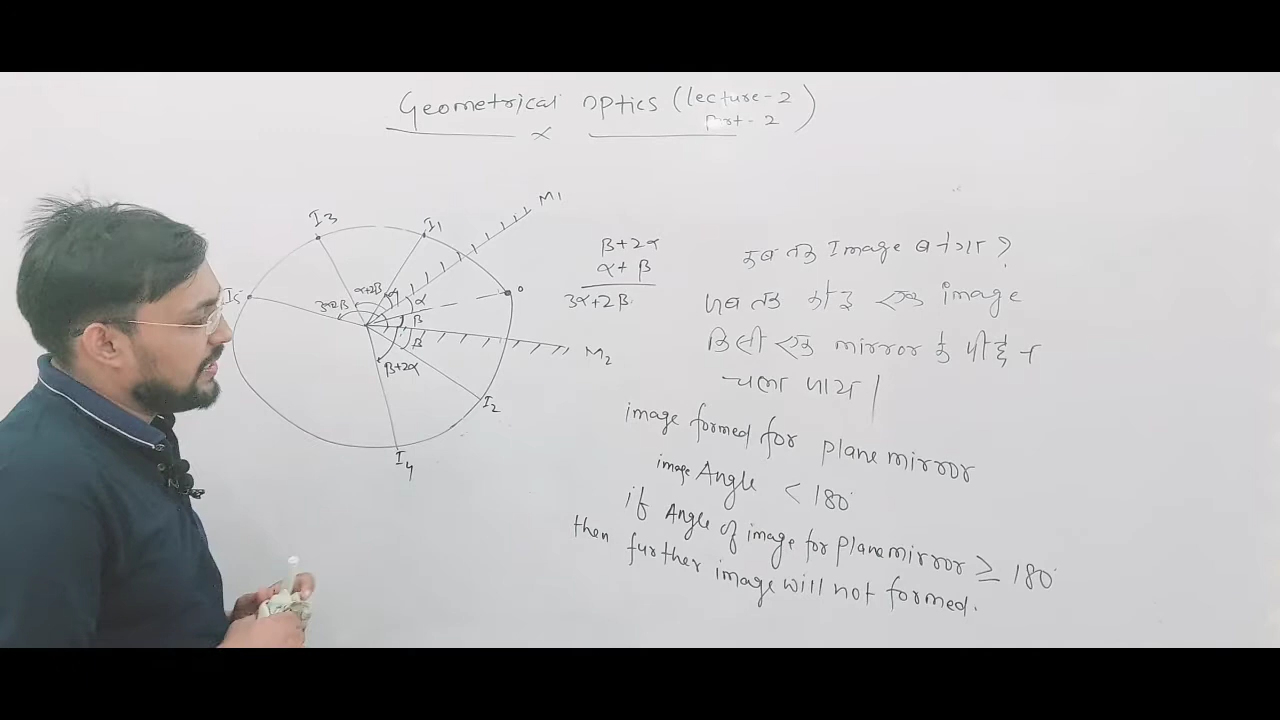 Geometrical optics (lecture-2
part-2)
M1
I3
I1
I5
α+2β
3α+2β
α
α
o
β
β
M2
β+2α
I2
I4
β+2α
α+β
3α+2β
कब तक Image बनेगा?
जब तक कोई एक image
किसी एक mirror के पीछे न
चला जाये|
image formed for plane mirror
image Angle < 180°
if Angle of image for plane mirror ≥ 180°
then further image will not formed.